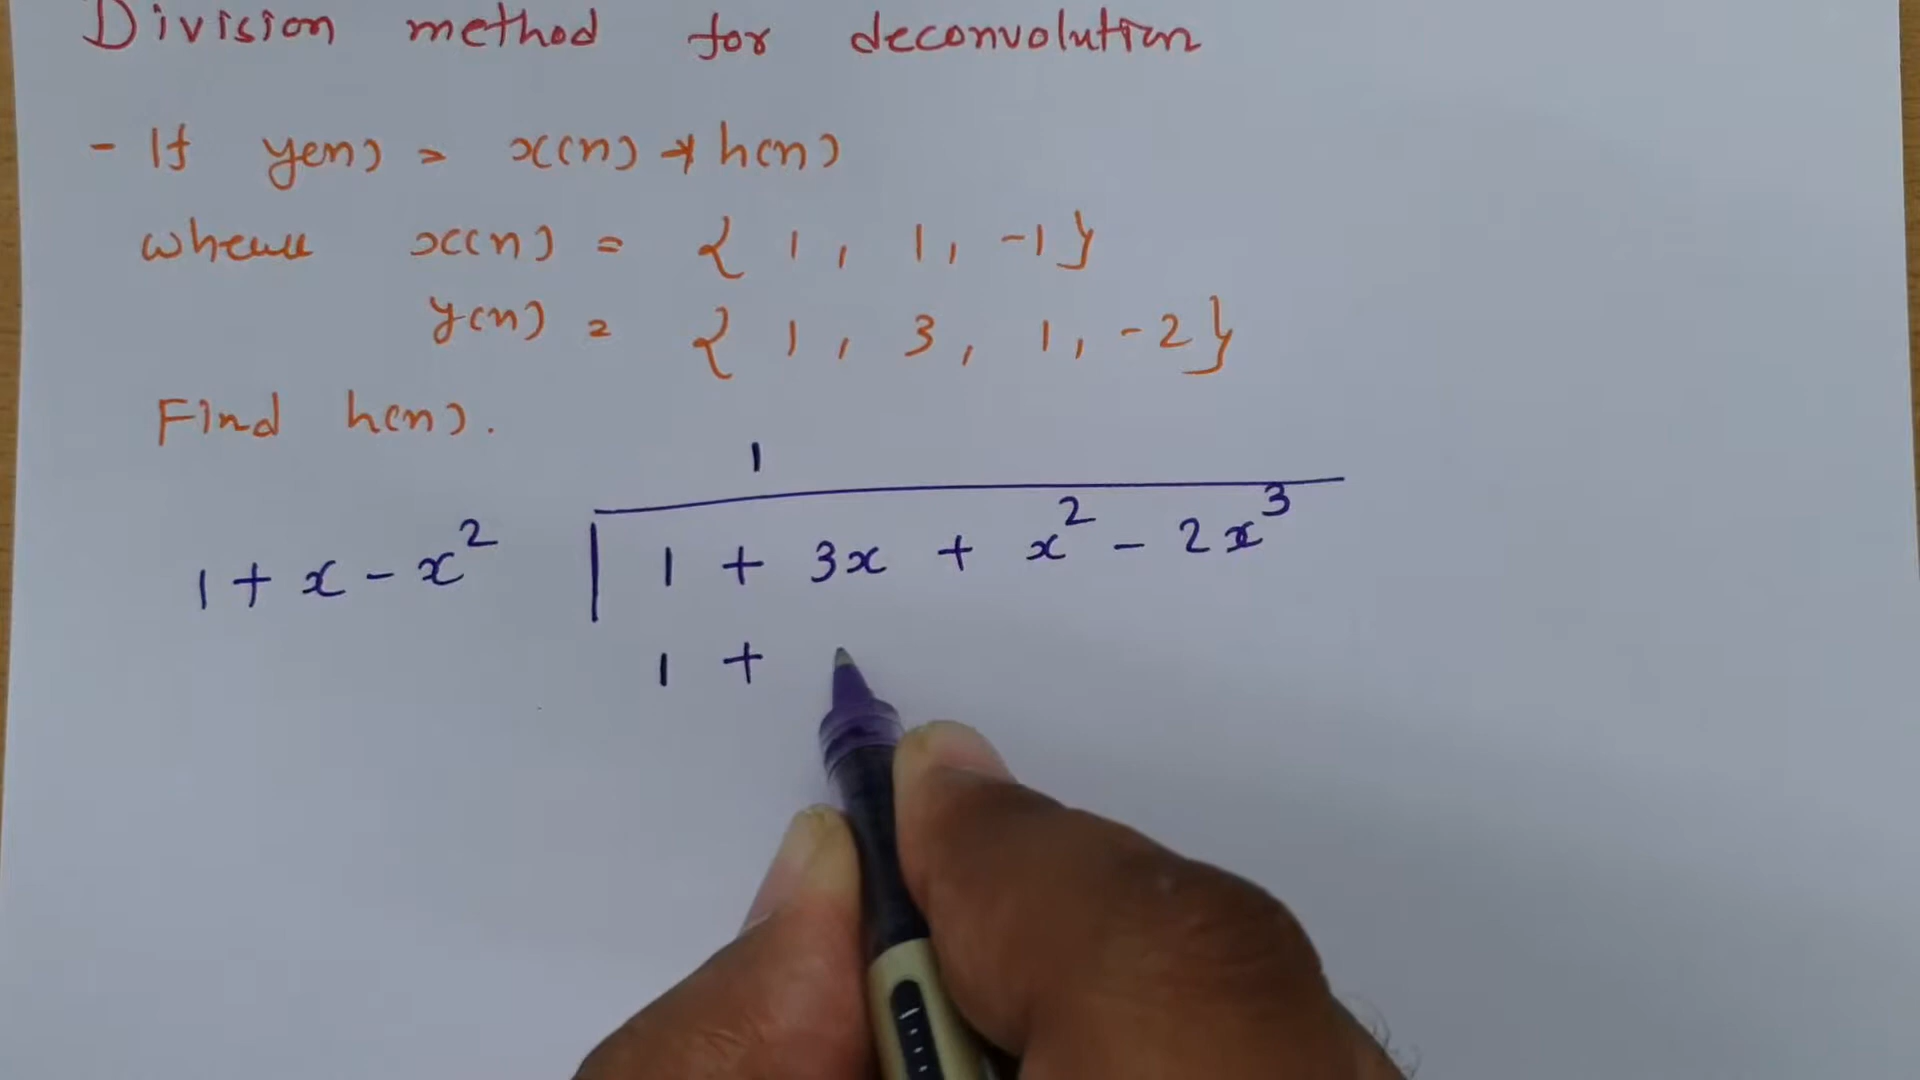 Division method for deconvolution
- If y(n) = x(n) * h(n)
where x(n) = { 1, 1, -1}
y(n) = { 1, 3, 1, -2}
Find h(n).
1
1 + x - x² | 1 + 3x + x² - 2x³
1 +